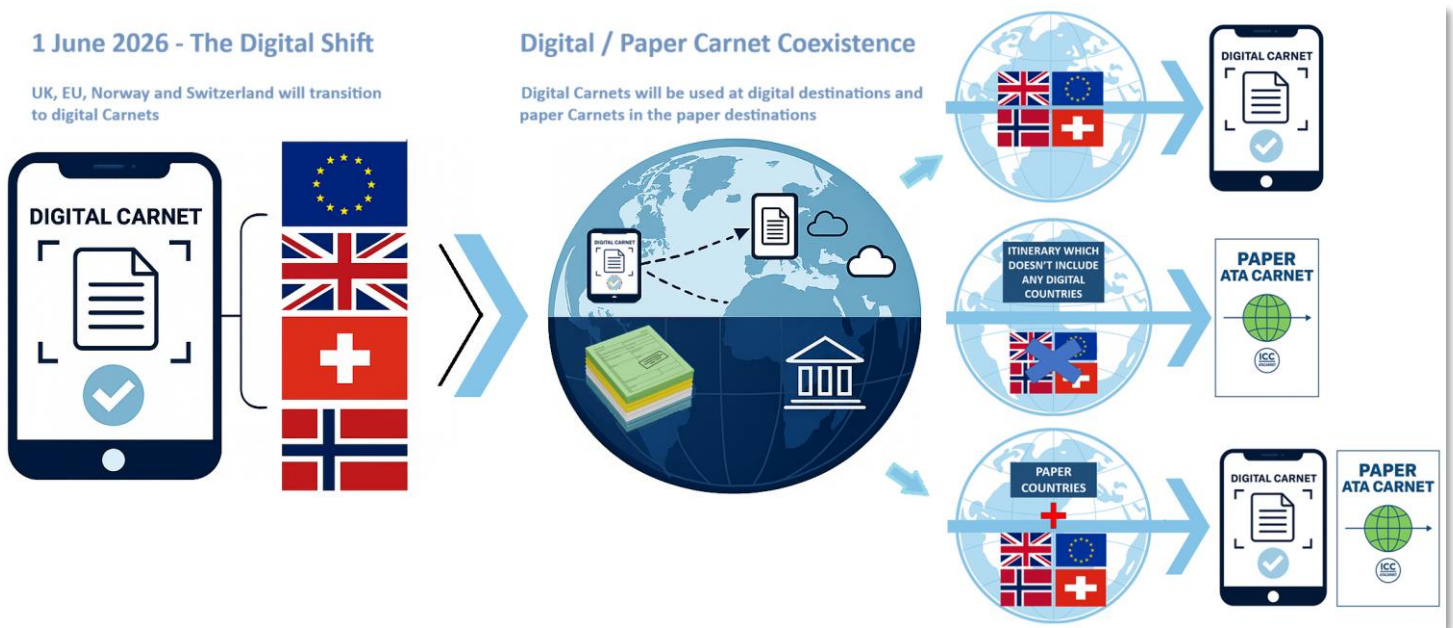 1 June 2026 - The Digital Shift
UK, EU, Norway and Switzerland will transition
to digital Carnets
DIGITAL CARNET
Digital / Paper Carnet Coexistence
Digital Carnets will be used at digital destinations and
paper Carnets in the paper destinations
DIGITAL CARNET
DIGITAL CARNET
ITINERARY WHICH
DOESN'T INCLUDE
ANY DIGITAL
COUNTRIES
PAPER
ATA CARNET
ICC
PAPER
COUNTRIES
DIGITAL CARNET
PAPER
ATA CARNET
ICC